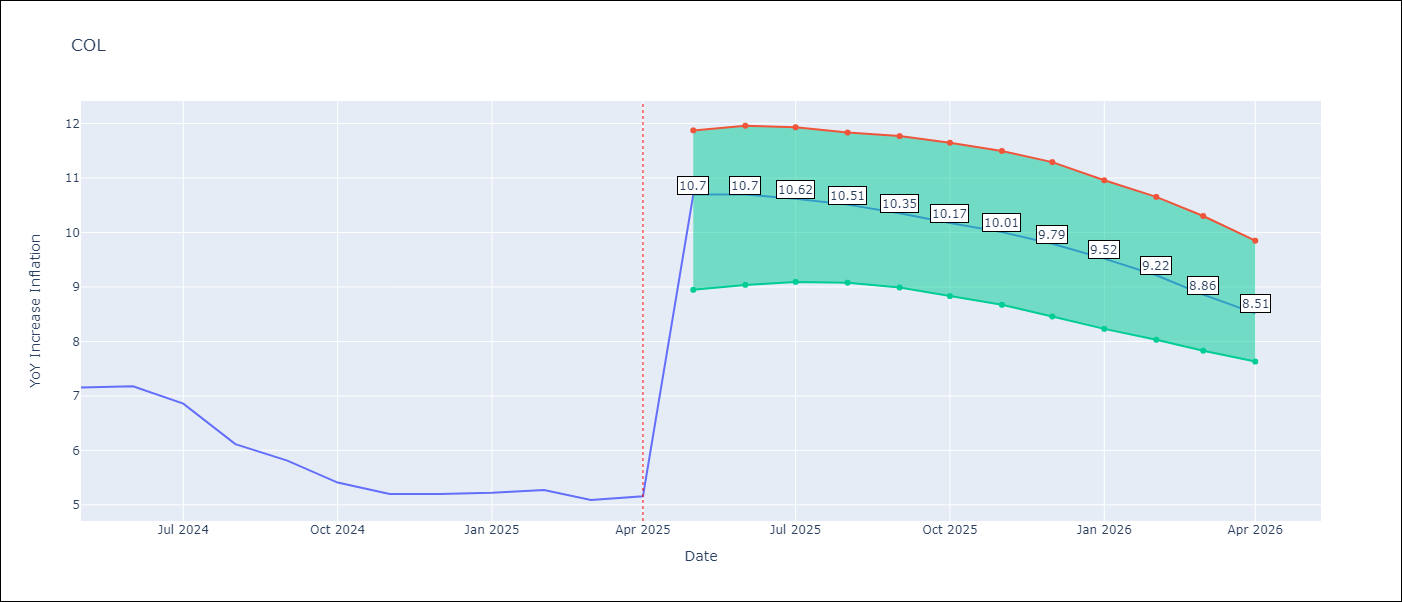 COL
YoY Increase Inflation
12
11
10
9
8
7
6
5
10.7
10.7
10.62
10.51
10.35
10.17
10.01
9.79
9.52
9.22
8.86
8.51
Jul 2024
Oct 2024
Jan 2025
Apr 2025
Jul 2025
Oct 2025
Jan 2026
Apr 2026
Date